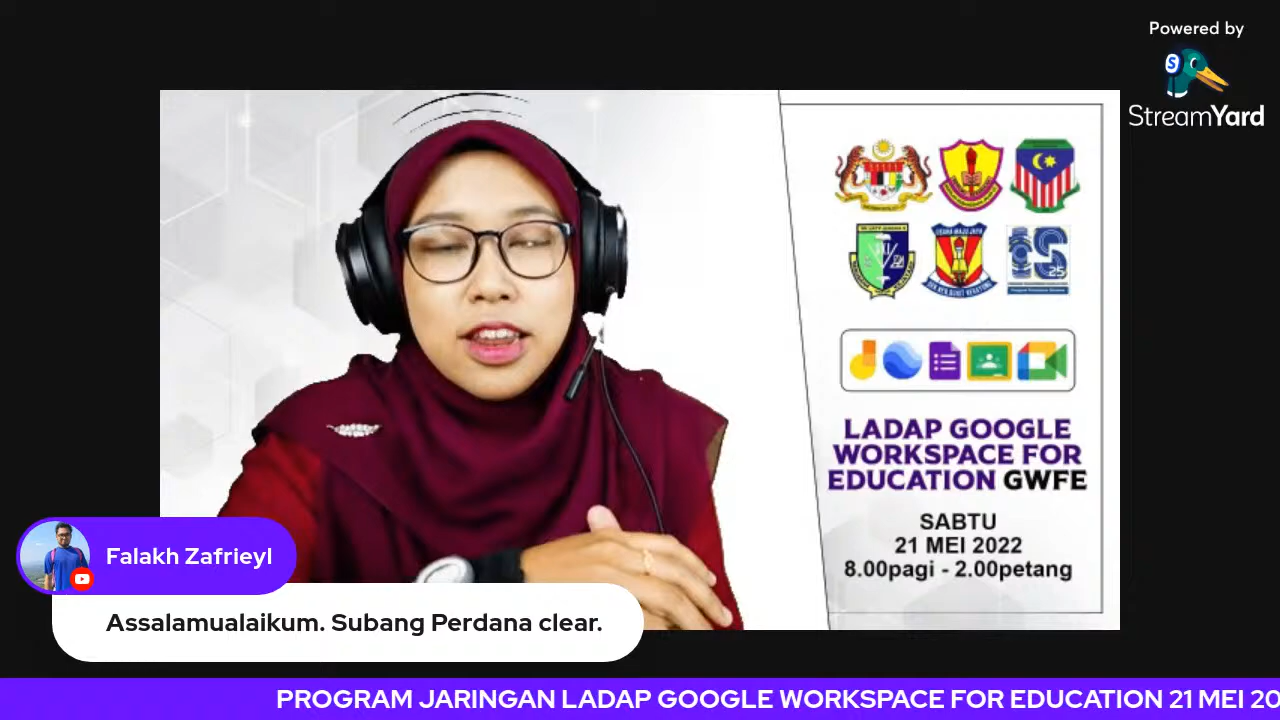 Powered by
StreamYard
25
LADAP GOOGLE
WORKSPACE FOR
EDUCATION GWFE
SABTU
21 MEI 2022
8.00pagi - 2.00petang
Falakh Zafrieyl
Assalamualaikum. Subang Perdana clear.
PROGRAM JARINGAN LADAP GOOGLE WORKSPACE FOR EDUCATION 21 MEI 20